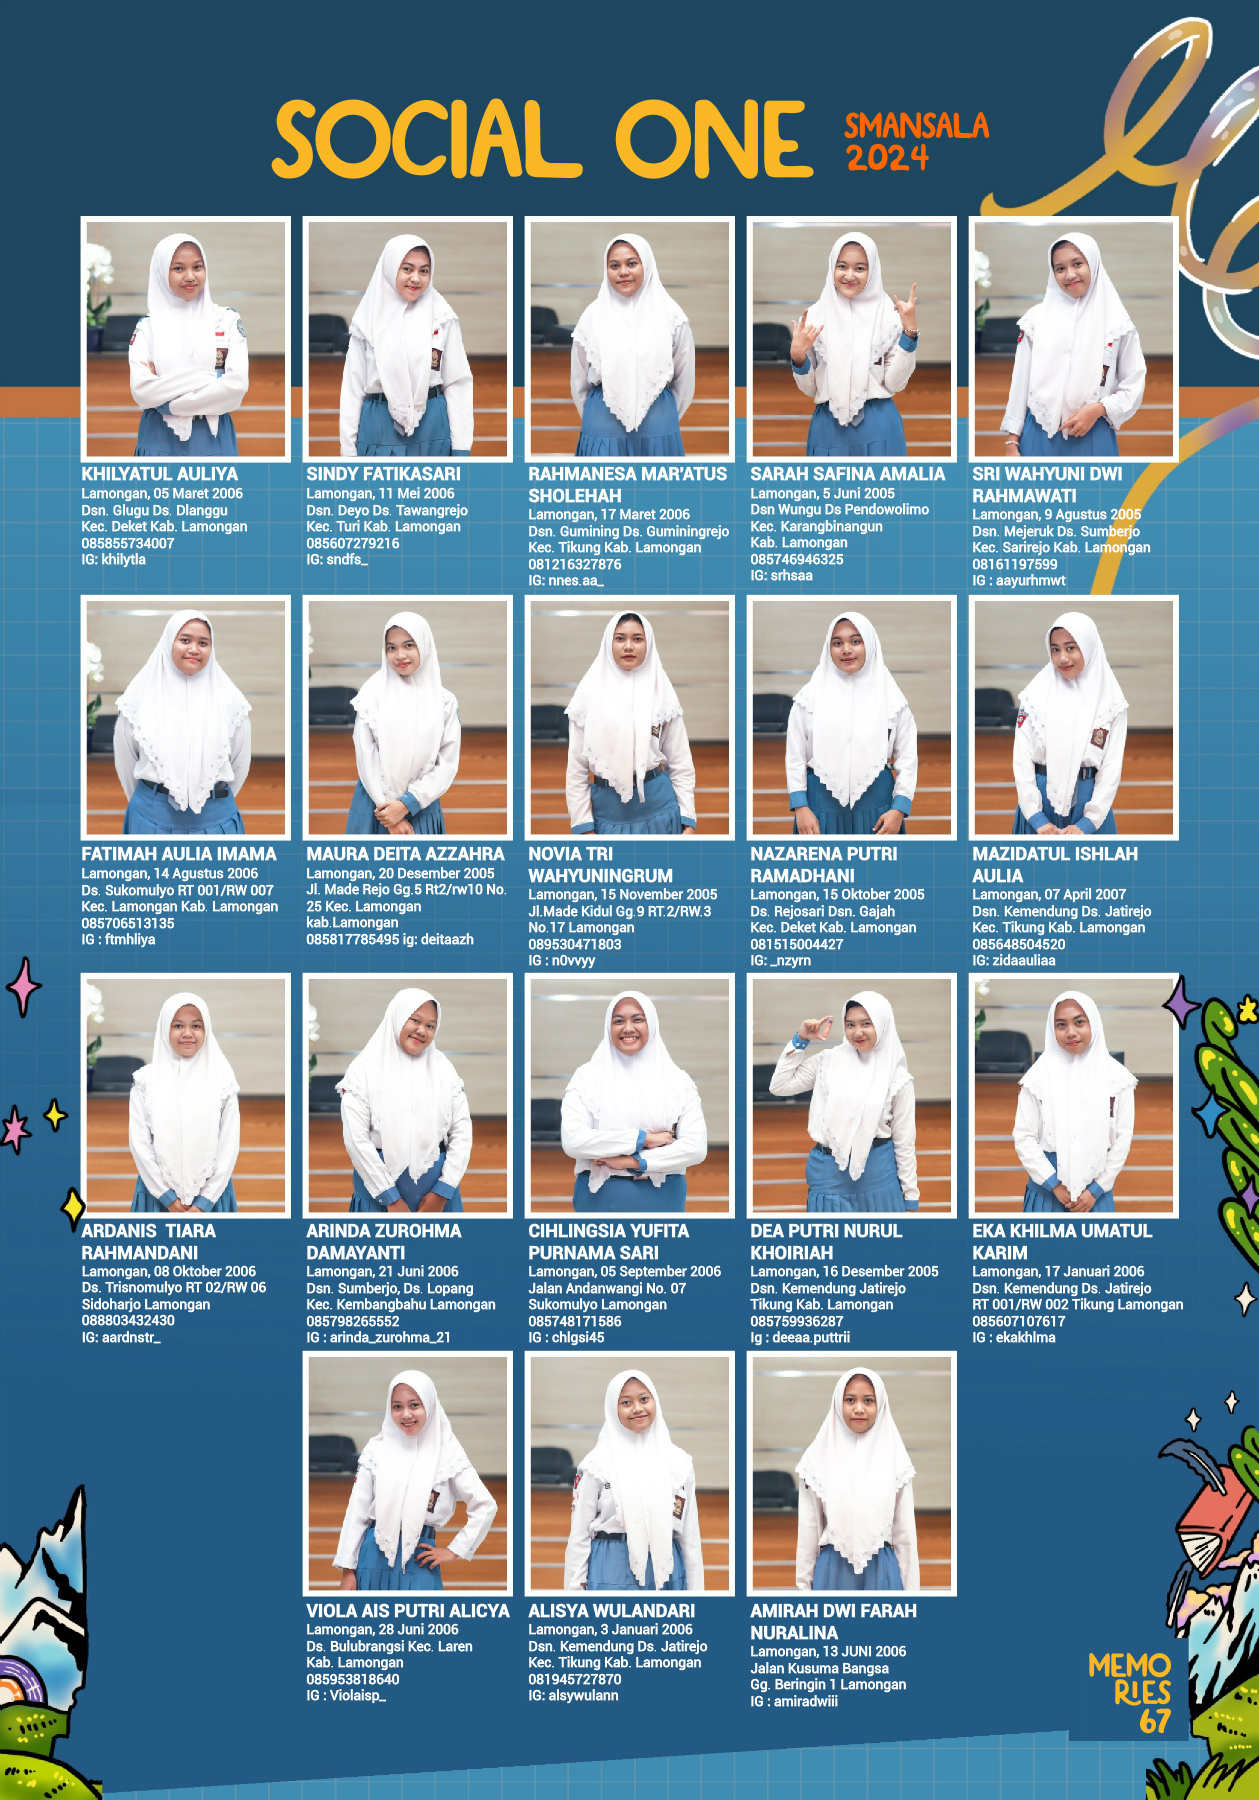 SOCIAL ONE
SMANSALA
2024
KHILYATUL AULIYA
Lamongan, 05 Maret 2006
Dsn. Glugu Ds. Dlanggu
Kec. Deket Kab. Lamongan
085855734007
IG: khilytla
SINDY FATIKASARI
Lamongan, 11 Mei 2006
Dsn. Deyo Ds. Tawangrejo
Kec. Turi Kab. Lamongan
085607279216
IG: sndfs_
RAHMANESA MAR'ATUS
SHOLEHAH
Lamongan, 17 Maret 2006
Dsn. Gumining Ds. Guminingrejo
Kec. Tikung Kab. Lamongan
081216327876
IG: nnes.aa_
SARAH SAFINA AMALIA
Lamongan, 5 Juni 2005
Dsn Wungu Ds Pendowolimo
Kec. Karangbinangun
Kab. Lamongan
085746946325
IG: srhsaa
SRI WAHYUNI DWI
RAHMAWATI
Lamongan, 9 Agustus 2005
Dsn. Mejeruk Ds. Sumberjo
Kec. Sarirejo Kab. Lamongan
08161197599
IG : aayurhmwt
FATIMAH AULIA IMAMA
Lamongan, 14 Agustus 2006
Ds. Sukomulyo RT 001/RW 007
Kec. Lamongan Kab. Lamongan
085706513135
IG : ftmhliya
MAURA DEITA AZZAHRA
Lamongan, 20 Desember 2005
Jl. Made Rejo Gg.5 Rt2/rw10 No.
25 Kec. Lamongan
kab.Lamongan
085817785495 ig: deitaazh
NOVIA TRI
WAHYUNINGRUM
Lamongan, 15 November 2005
Jl.Made Kidul Gg.9 RT.2/RW.3
No.17 Lamongan
089530471803
IG : n0vvyy
NAZARENA PUTRI
RAMADHANI
Lamongan, 15 Oktober 2005
Ds. Rejosari Dsn. Gajah
Kec. Deket Kab. Lamongan
081515004427
IG: _nzyrn
MAZIDATUL ISHLAH
AULIA
Lamongan, 07 April 2007
Dsn. Kemendung Ds. Jatirejo
Kec. Tikung Kab. Lamongan
085648504520
IG: zidaauliaa
ARDANIS  TIARA
RAHMANDANI
Lamongan, 08 Oktober 2006
Ds. Trisnomulyo RT 02/RW 06
Sidoharjo Lamongan
088803432430
IG: aardnstr_
ARINDA ZUROHMA
DAMAYANTI
Lamongan, 21 Juni 2006
Dsn. Sumberjo, Ds. Lopang
Kec. Kembangbahu Lamongan
085798265552
IG : arinda_zurohma_21
CIHLINGSIA YUFITA
PURNAMA SARI
Lamongan, 05 September 2006
Jalan Andanwangi No. 07
Sukomulyo Lamongan
085748171586
IG : chlgsi45
DEA PUTRI NURUL
KHOIRIAH
Lamongan, 16 Desember 2005
Dsn. Kemendung Jatirejo
Tikung Kab. Lamongan
085759936287
Ig : deeaa.puttrii
EKA KHILMA UMATUL
KARIM
Lamongan, 17 Januari 2006
Dsn. Kemendung Ds. Jatirejo
RT 001/RW 002 Tikung Lamongan
085607107617
IG : ekakhlma
VIOLA AIS PUTRI ALICYA
Lamongan, 28 Juni 2006
Ds. Bulubrangsi Kec. Laren
Kab. Lamongan
085953818640
IG : Violaisp_
ALISYA WULANDARI
Lamongan, 3 Januari 2006
Dsn. Kemendung Ds. Jatirejo
Kec. Tikung Kab. Lamongan
081945727870
IG: alsywulann
AMIRAH DWI FARAH
NURALINA
Lamongan, 13 JUNI 2006
Jalan Kusuma Bangsa
Gg. Beringin 1 Lamongan
IG : amiradwiii
MEMO
RIES
67